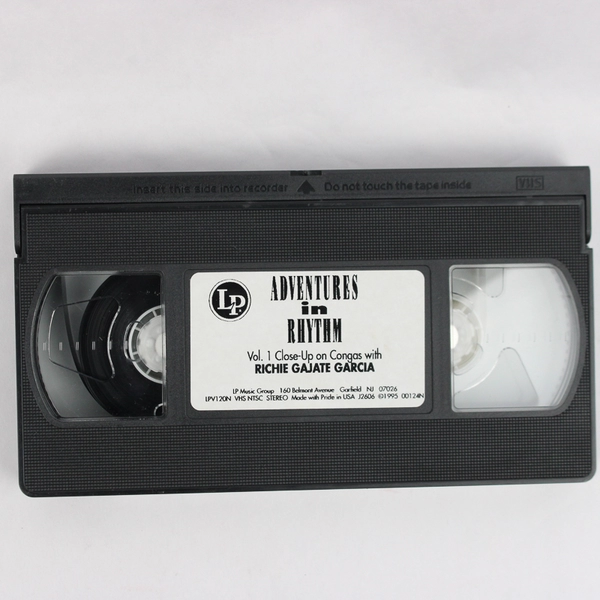 Insert this side into recorder Do not touch the tape inside VHS
LP.
ADVENTURES
in
RHYTHM
Vol. 1 Close-Up on Congas with
RICHIE GAJATE GARCIA
LP Music Group 160 Belmont Avenue Garfield NJ 07026
LPV120N VHS NTSC STEREO Made with Pride in USA J2606 ©1995 00124N